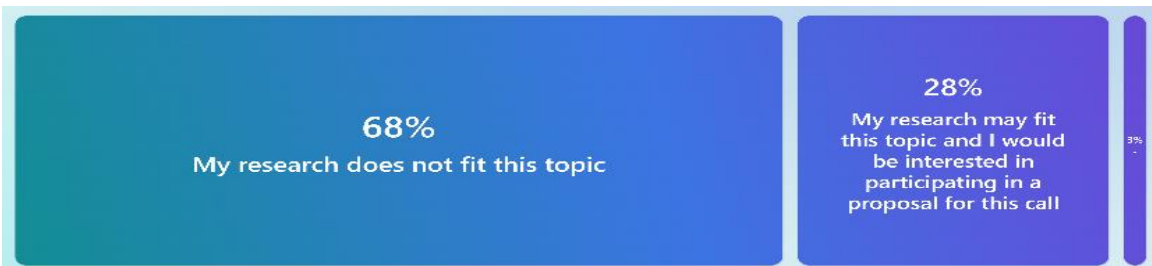 68%
My research does not fit this topic
28%
My research may fit
this topic and I would
be interested in
participating in a
proposal for this call
3%